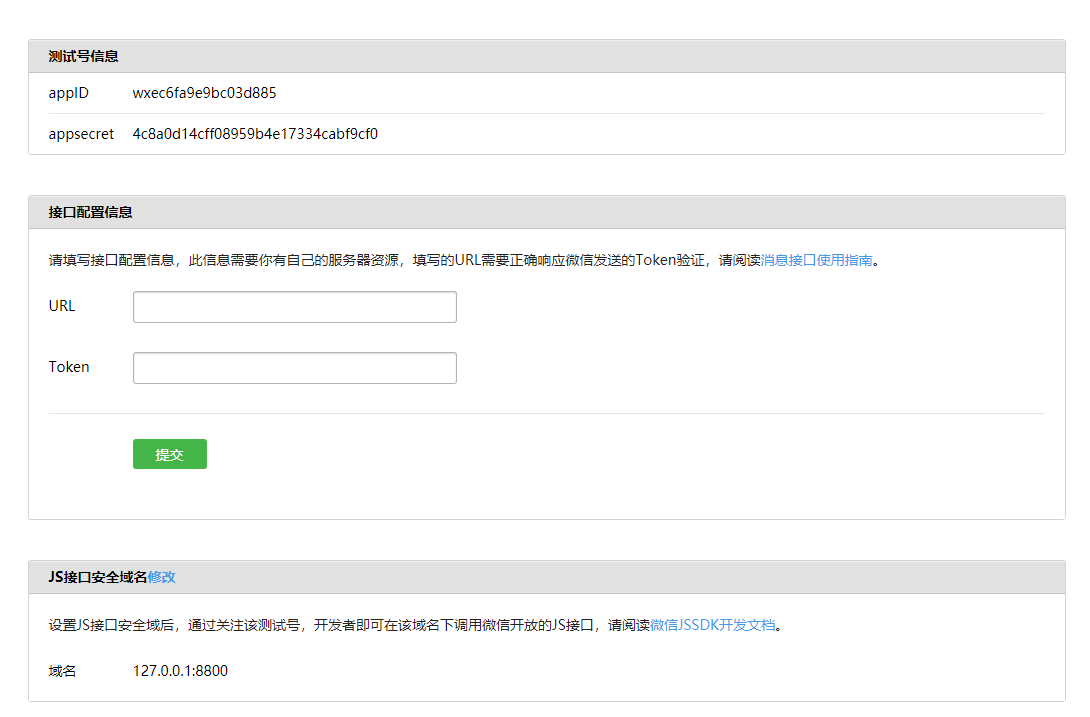 测试号信息
appID wxec6fa9e9bc03d885
appsecret 4c8a0d14cff08959b4e17334cabf9cf0
接口配置信息
请填写接口配置信息，此信息需要你有自己的服务器资源，填写的URL需要正确响应微信发送的Token验证，请阅读消息接口使用指南。
URL
Token
提交
JS接口安全域名修改
设置JS接口安全域后，通过关注该测试号，开发者即可在该域名下调用微信开放的JS接口，请阅读微信JSSDK开发文档。
域名 127.0.0.1:8800